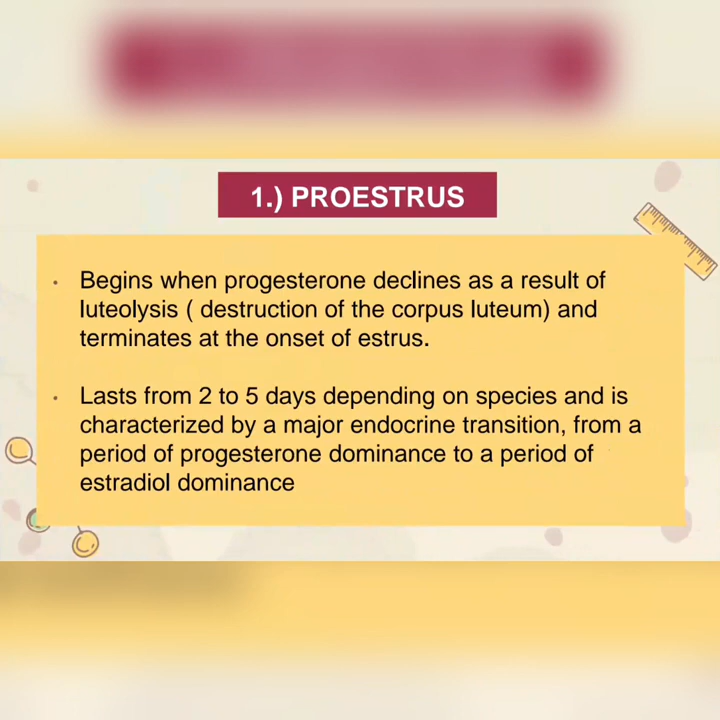 1.) PROESTRUS
• Begins when progesterone declines as a result of
luteolysis ( destruction of the corpus luteum) and
terminates at the onset of estrus.
• Lasts from 2 to 5 days depending on species and is
characterized by a major endocrine transition, from a
period of progesterone dominance to a period of
estradiol dominance